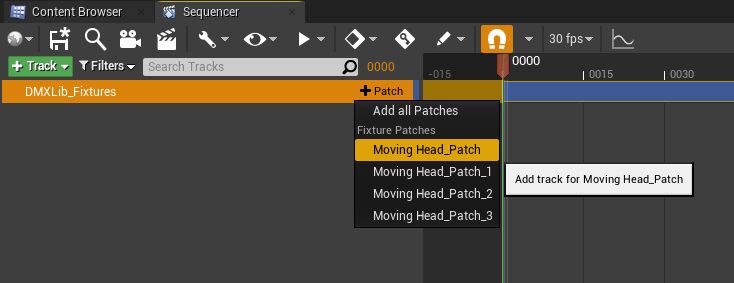 Content Browser
Sequencer
30 fps
0000
Track
Filters
Search Tracks
0000
-015
0015
0030
DMXLib_Fixtures
Patch
Add all Patches
Fixture Patches
Moving Head_Patch
Moving Head_Patch_1
Add track for Moving Head_Patch
Moving Head_Patch_2
Moving Head_Patch_3